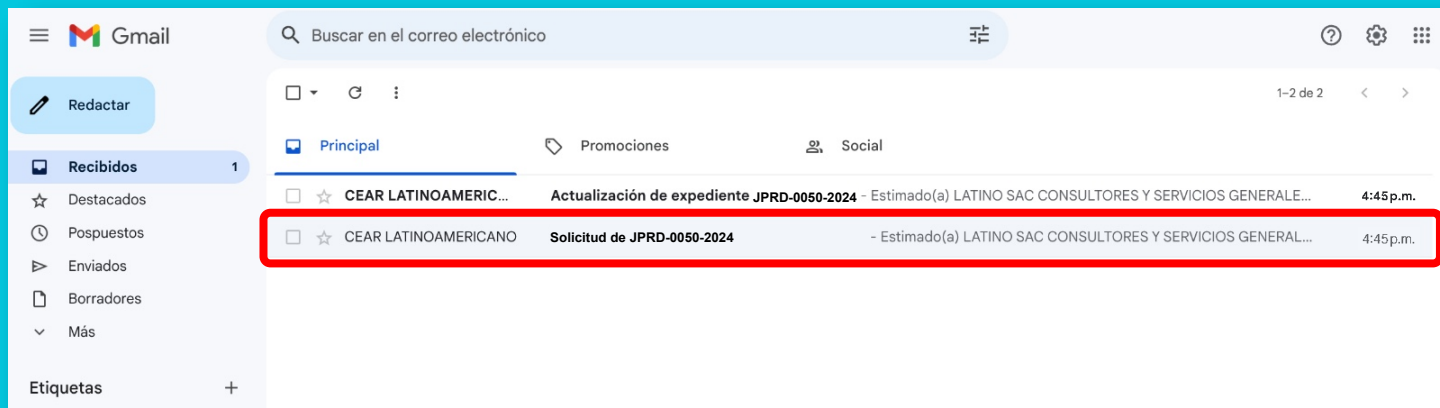 Gmail
Buscar en el correo electrónico
Redactar
1–2 de 2
Principal
Promociones
Social
Recibidos 1
Destacados
Pospuestos
Enviados
Borradores
Más
Etiquetas
CEAR LATINOAMERIC... Actualización de expediente JPRD-0050-2024 - Estimado(a) LATINO SAC CONSULTORES Y SERVICIOS GENERALE... 4:45 p.m.
CEAR LATINOAMERICANO Solicitud de JPRD-0050-2024 - Estimado(a) LATINO SAC CONSULTORES Y SERVICIOS GENERAL... 4:45 p.m.